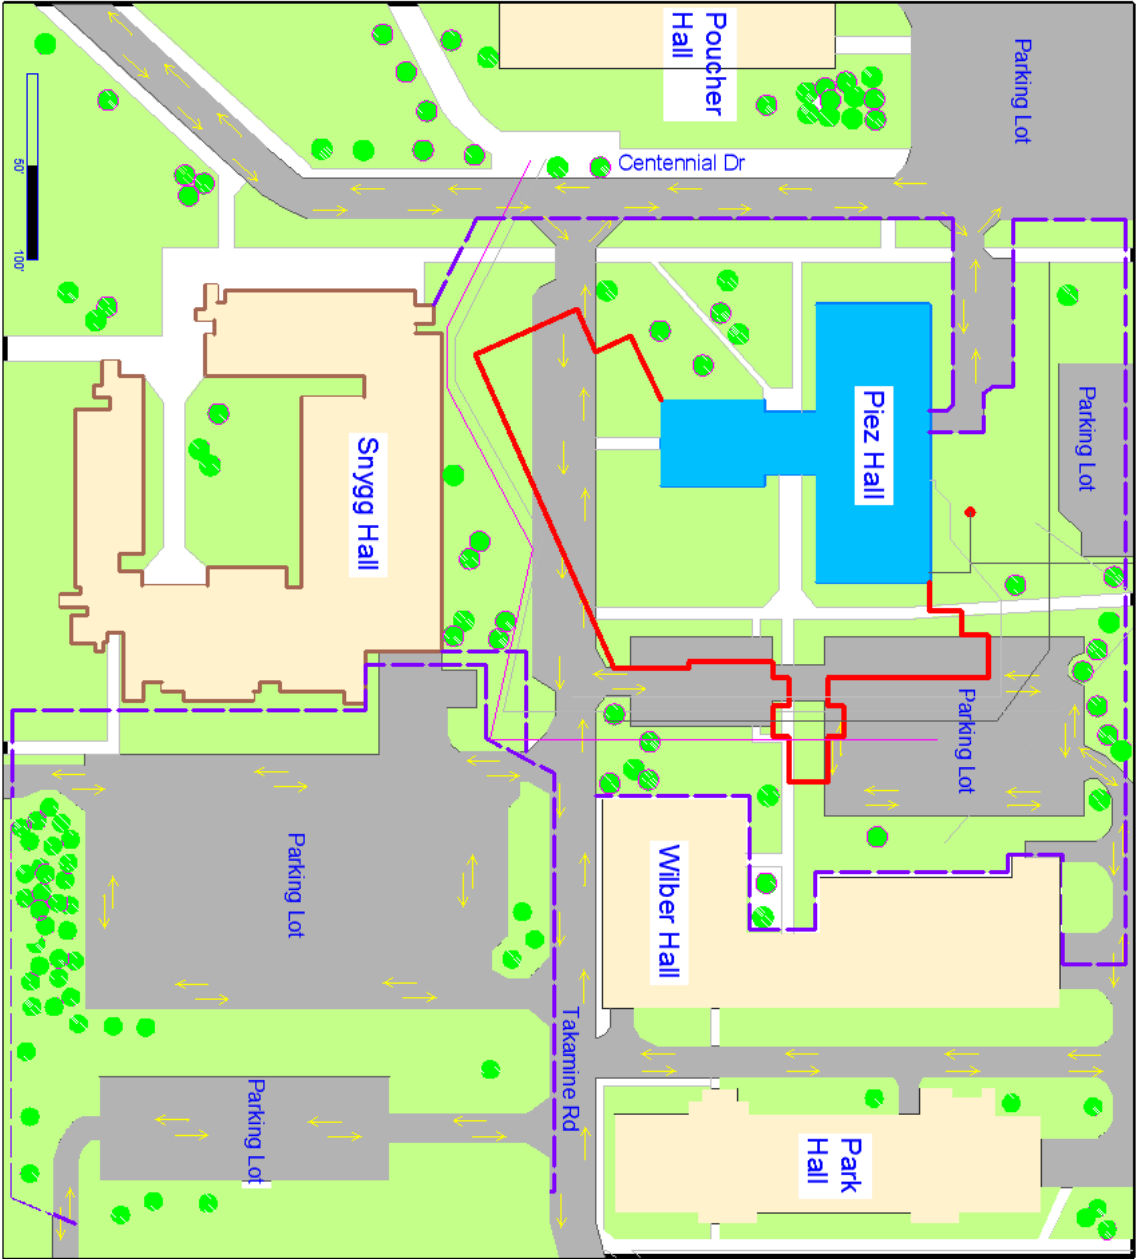 Poucher
Hall
Parking Lot
Centennial Dr
50'
100'
Piez Hall
Parking Lot
Snygg Hall
Parking Lot
Wilber Hall
Parking Lot
Takamine Rd
Parking Lot
Park
Hall